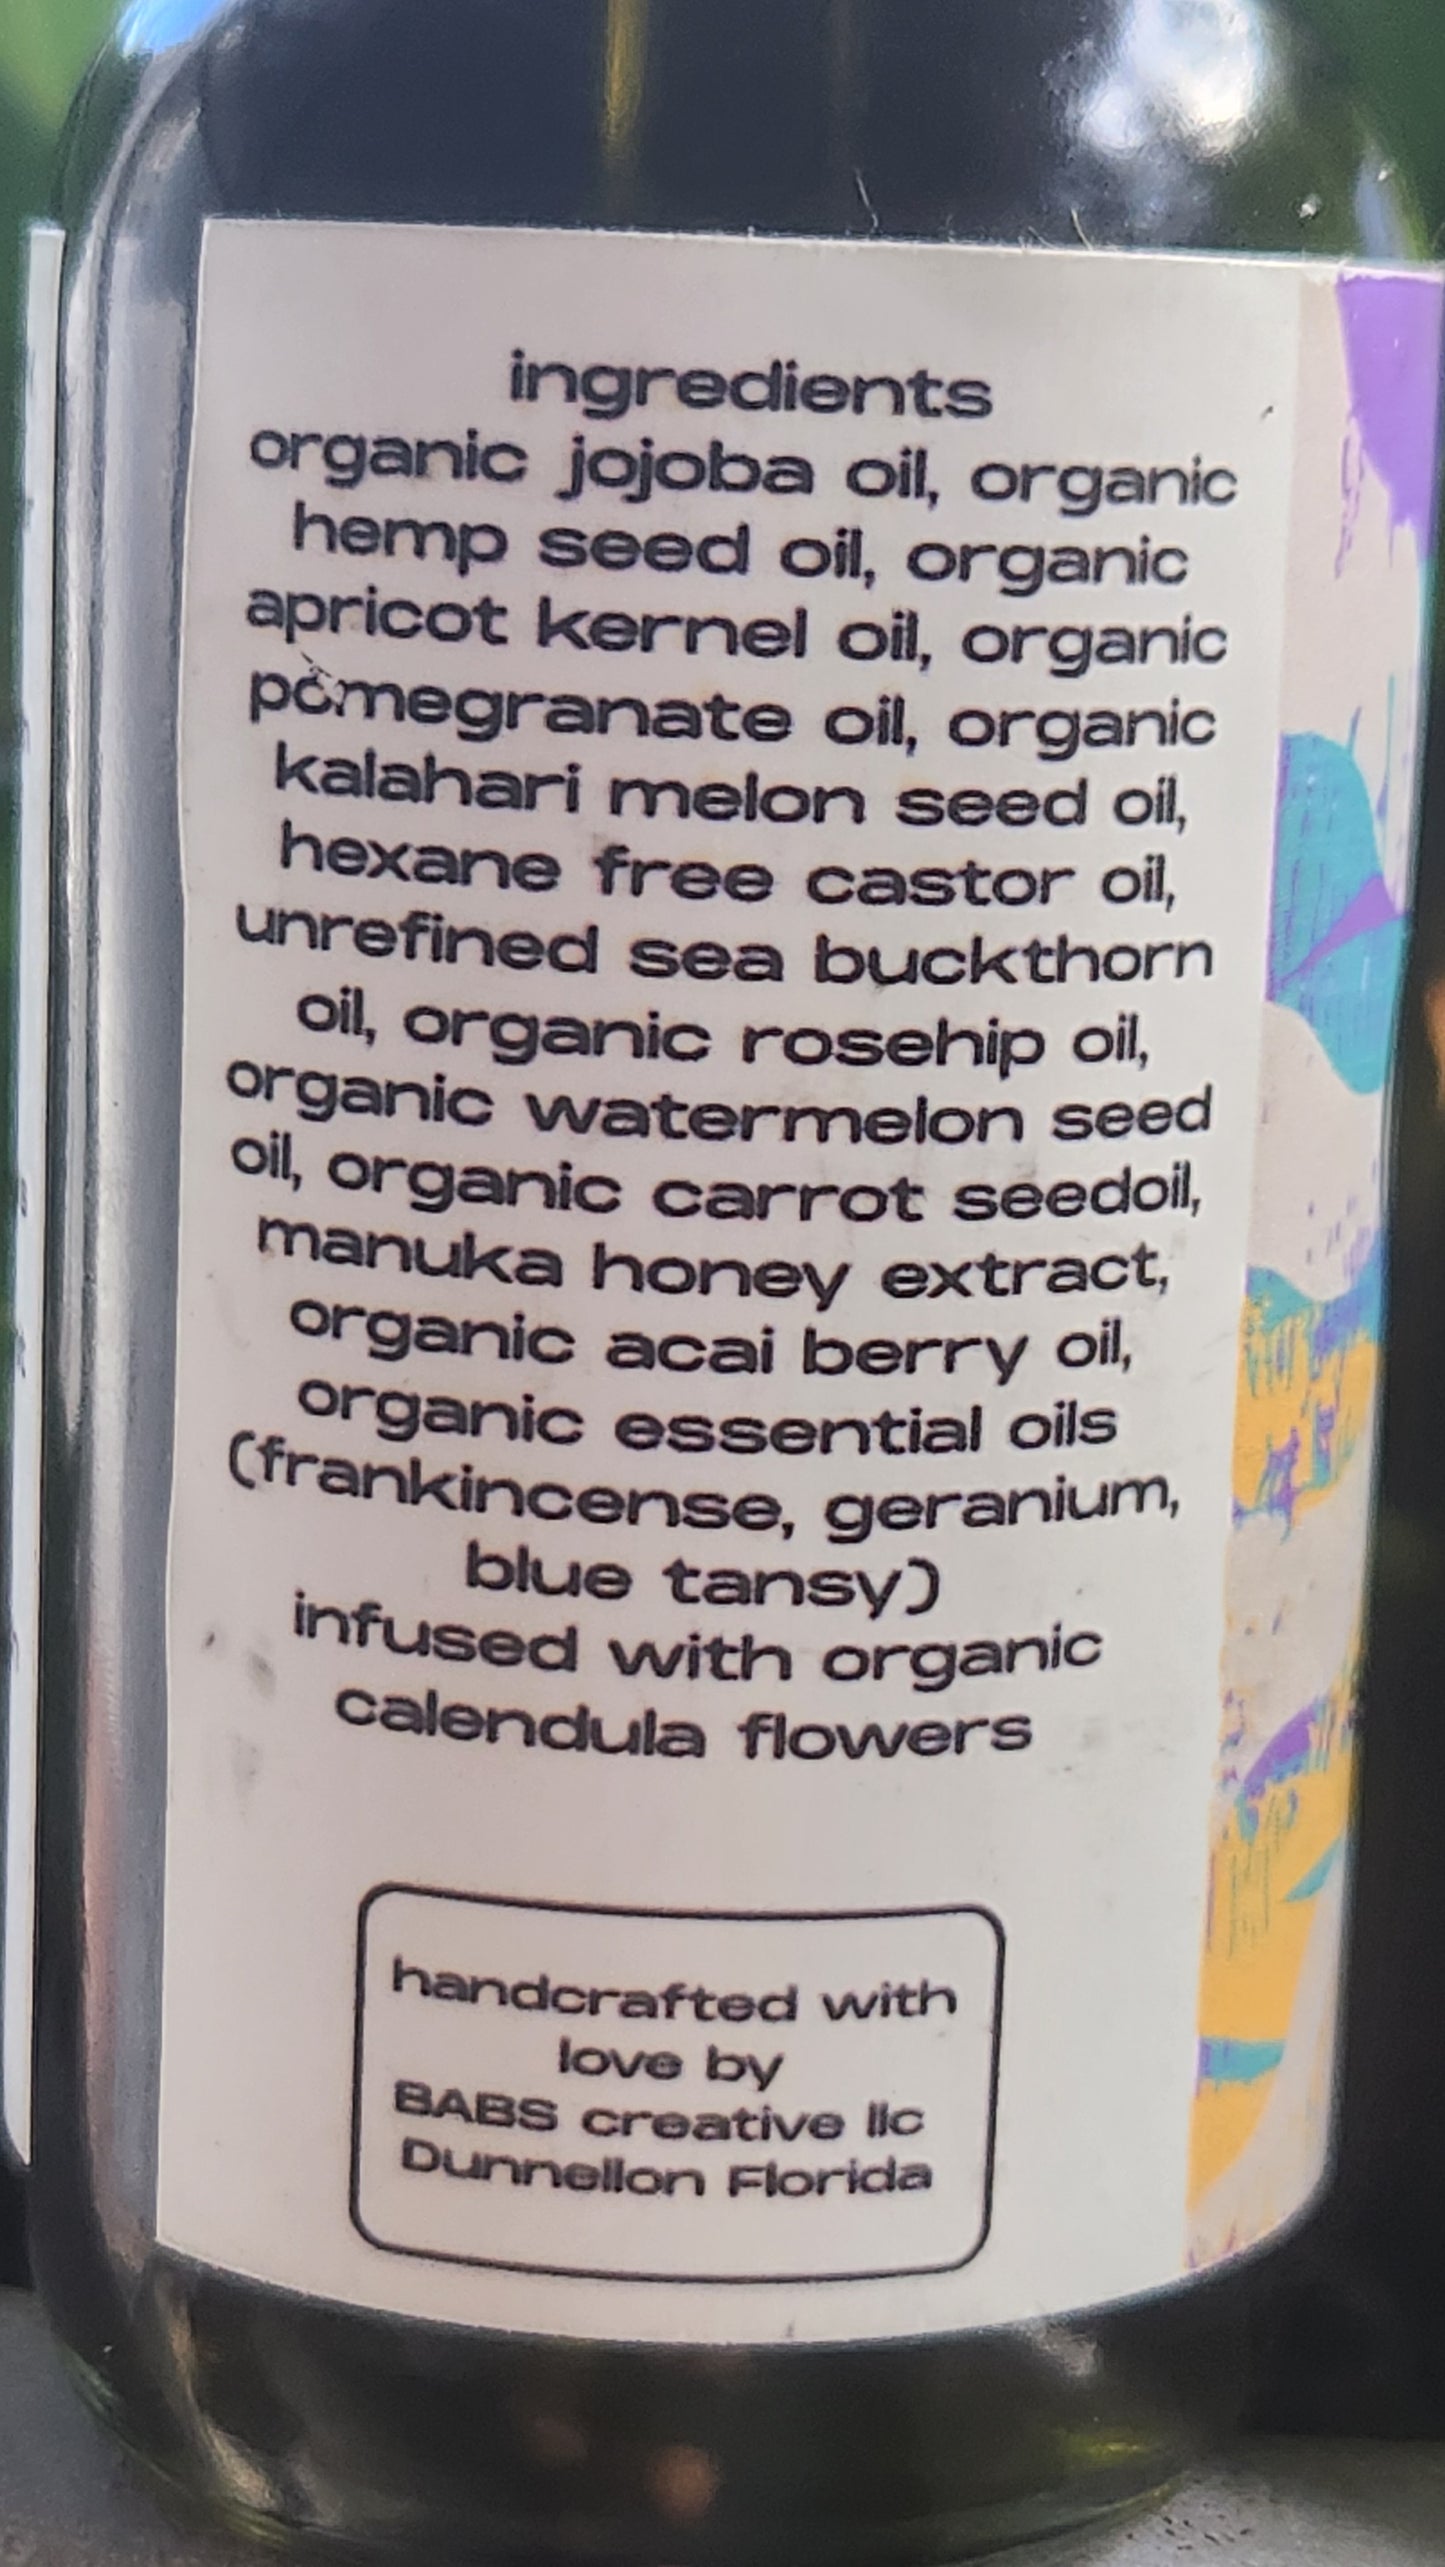 ingredients
organic jojoba oil, organic
hemp seed oil, organic
apricot kernel oil, organic
pomegranate oil, organic
kalahari melon seed oil,
hexane free castor oil,
unrefined sea buckthorn
oil, organic rosehip oil,
organic watermelon seed
oil, organic carrot seedoil,
manuka honey extract,
organic acai berry oil,
organic essential oils
(frankincense, geranium,
blue tansy)
infused with organic
calendula flowers
handcrafted with
love by
BABS creative llc
Dunnellon Florida